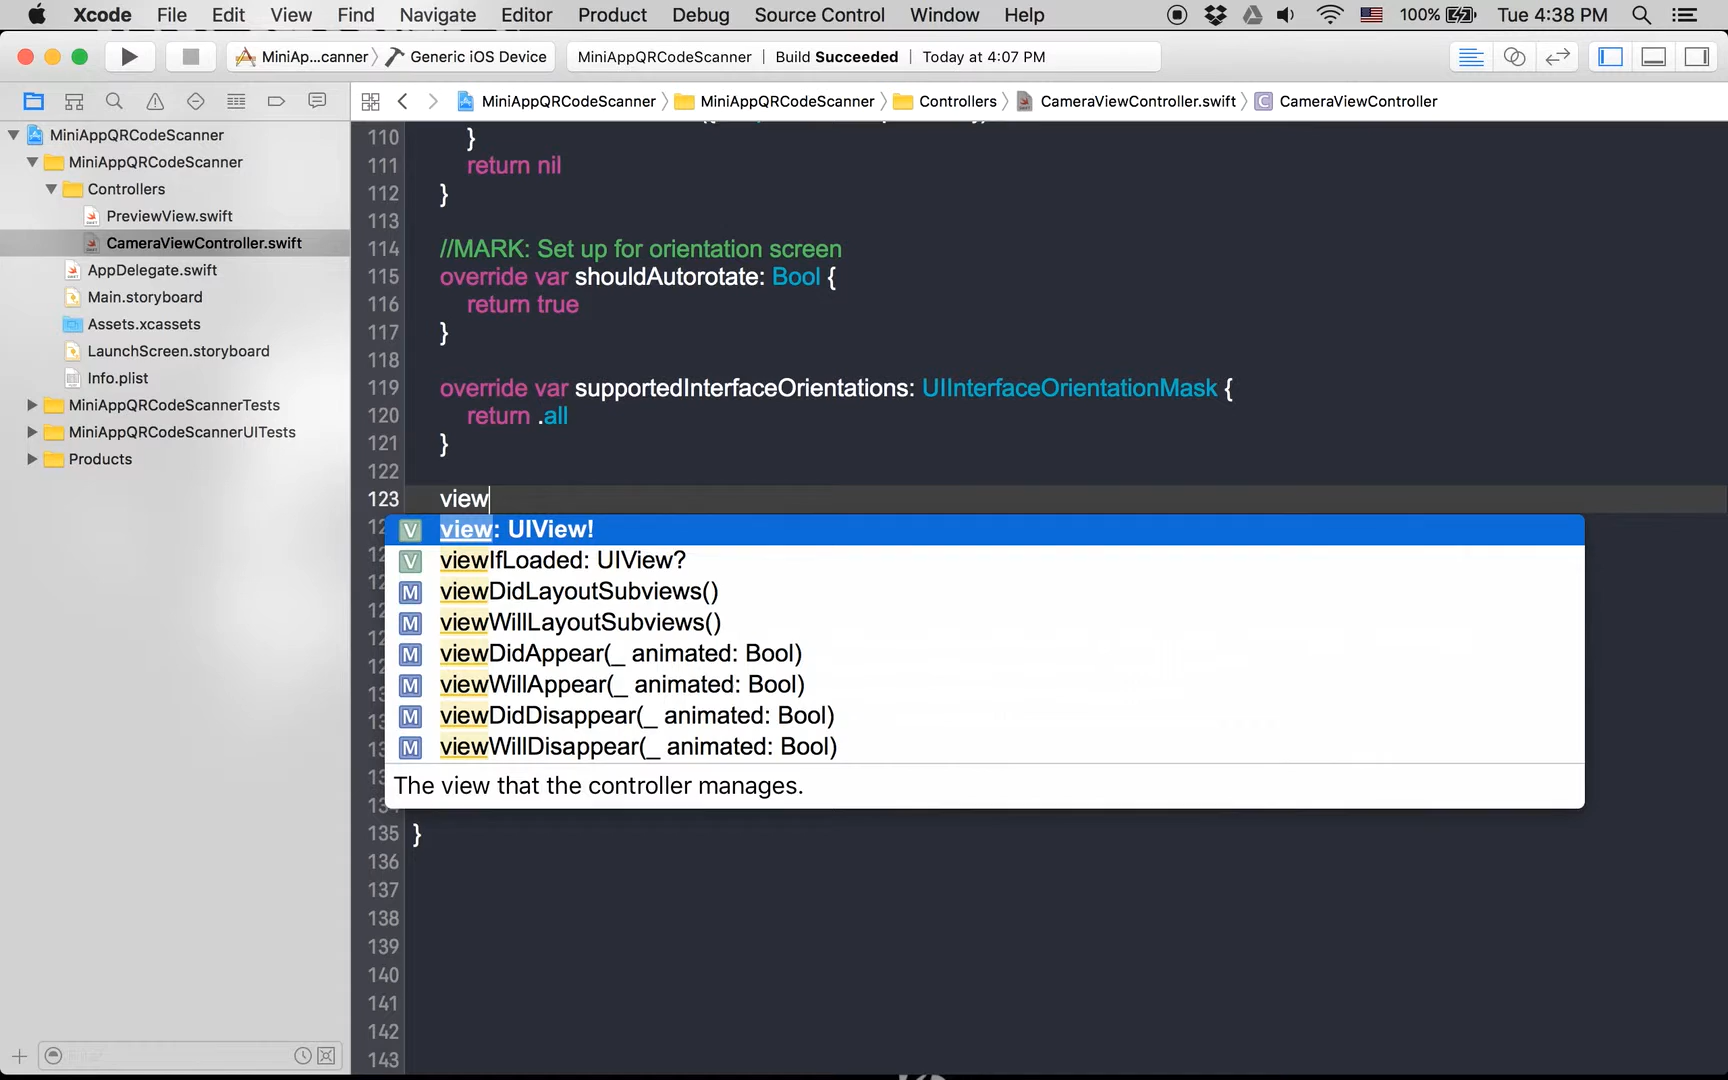 Xcode File Edit View Find Navigate Editor Product Debug Source Control Window Help 100% Tue 4:38 PM
MiniAp...canner Generic iOS Device MiniAppQRCodeScanner | Build Succeeded | Today at 4:07 PM
MiniAppQRCodeScanner MiniAppQRCodeScanner Controllers CameraViewController.swift C CameraViewController
MiniAppQRCodeScanner
MiniAppQRCodeScanner
Controllers
PreviewView.swift
CameraViewController.swift
AppDelegate.swift
Main.storyboard
Assets.xcassets
LaunchScreen.storyboard
Info.plist
MiniAppQRCodeScannerTests
MiniAppQRCodeScannerUITests
Products
110 }
111 return nil
112 }
113
114 //MARK: Set up for orientation screen
115 override var shouldAutorotate: Bool {
116 return true
117 }
118
119 override var supportedInterfaceOrientations: UIInterfaceOrientationMask {
120 return .all
121 }
122
123 view
V view: UIView!
V viewIfLoaded: UIView?
M viewDidLayoutSubviews()
M viewWillLayoutSubviews()
M viewDidAppear(_ animated: Bool)
M viewWillAppear(_ animated: Bool)
M viewDidDisappear(_ animated: Bool)
M viewWillDisappear(_ animated: Bool)
The view that the controller manages.
135 }
136
137
138
139
140
141
142
143